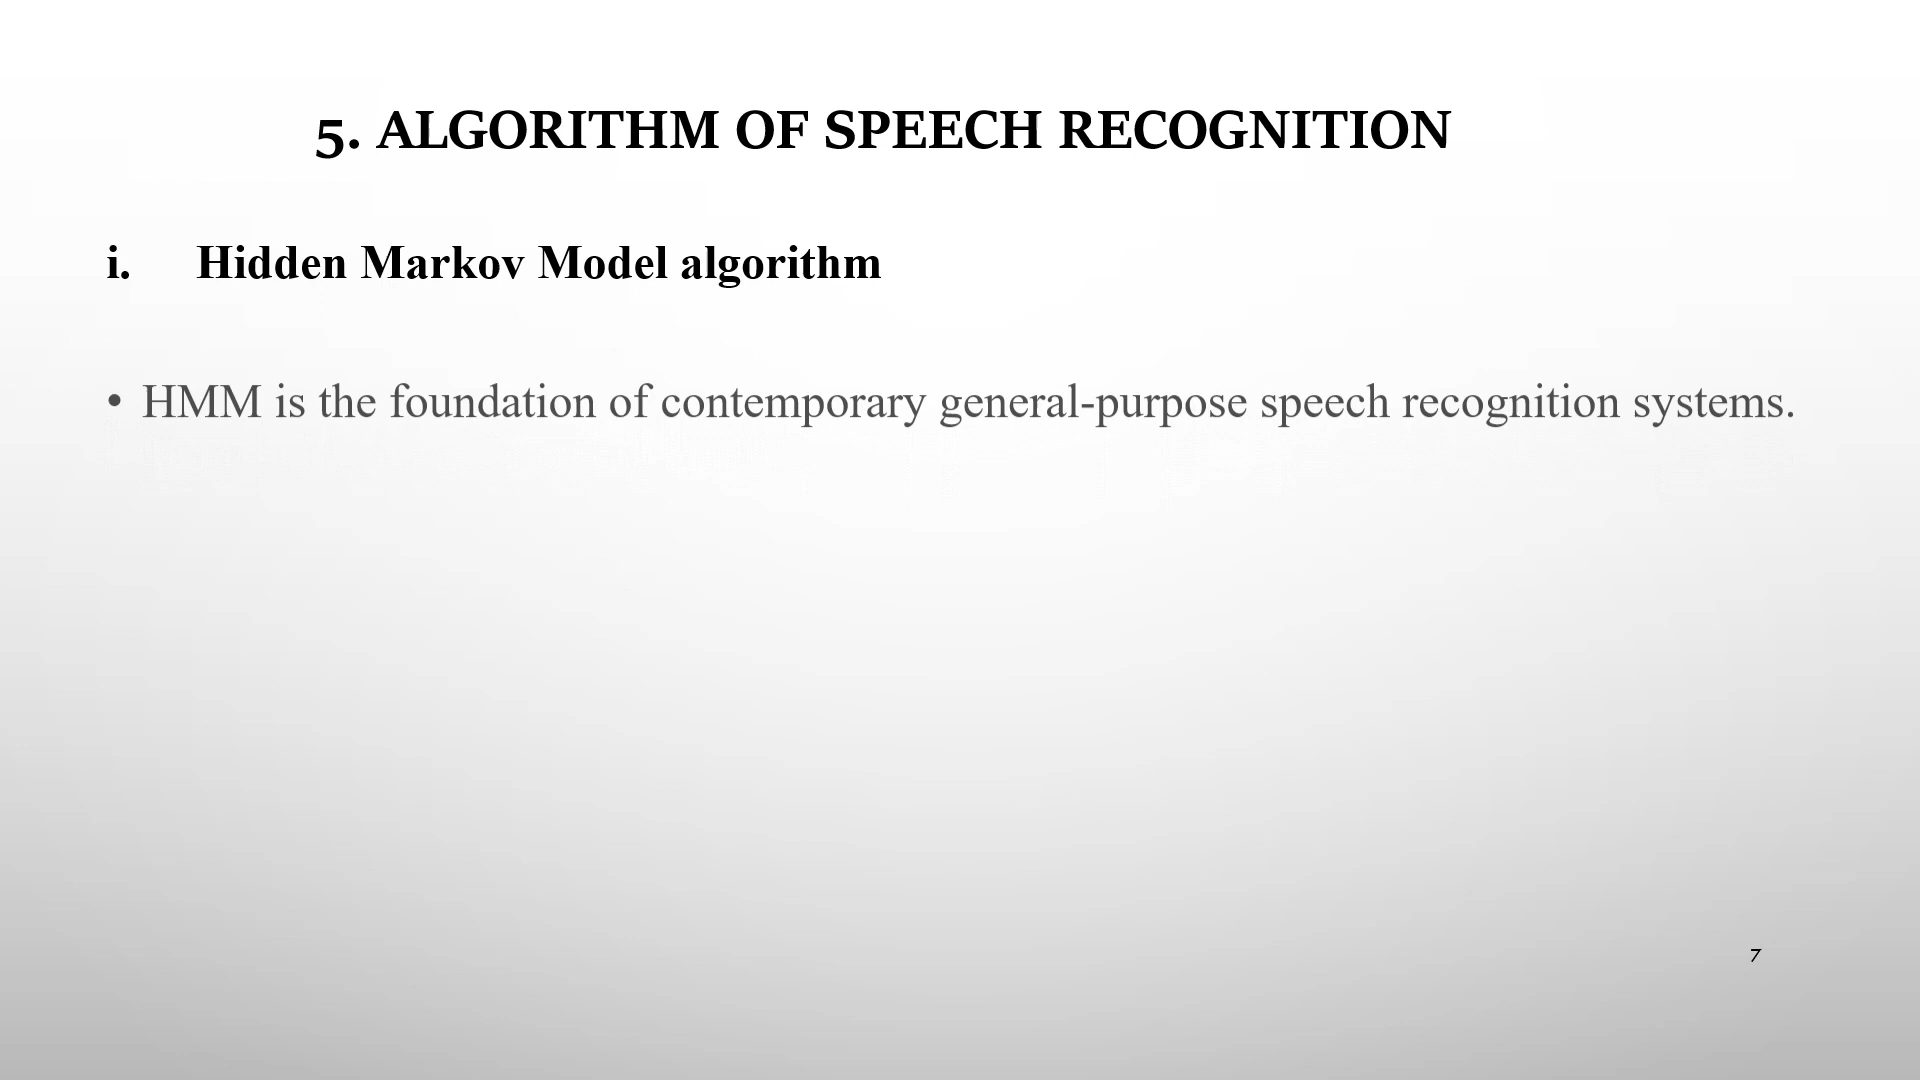 5. ALGORITHM OF SPEECH RECOGNITION
i. Hidden Markov Model algorithm
• HMM is the foundation of contemporary general-purpose speech recognition systems.
7